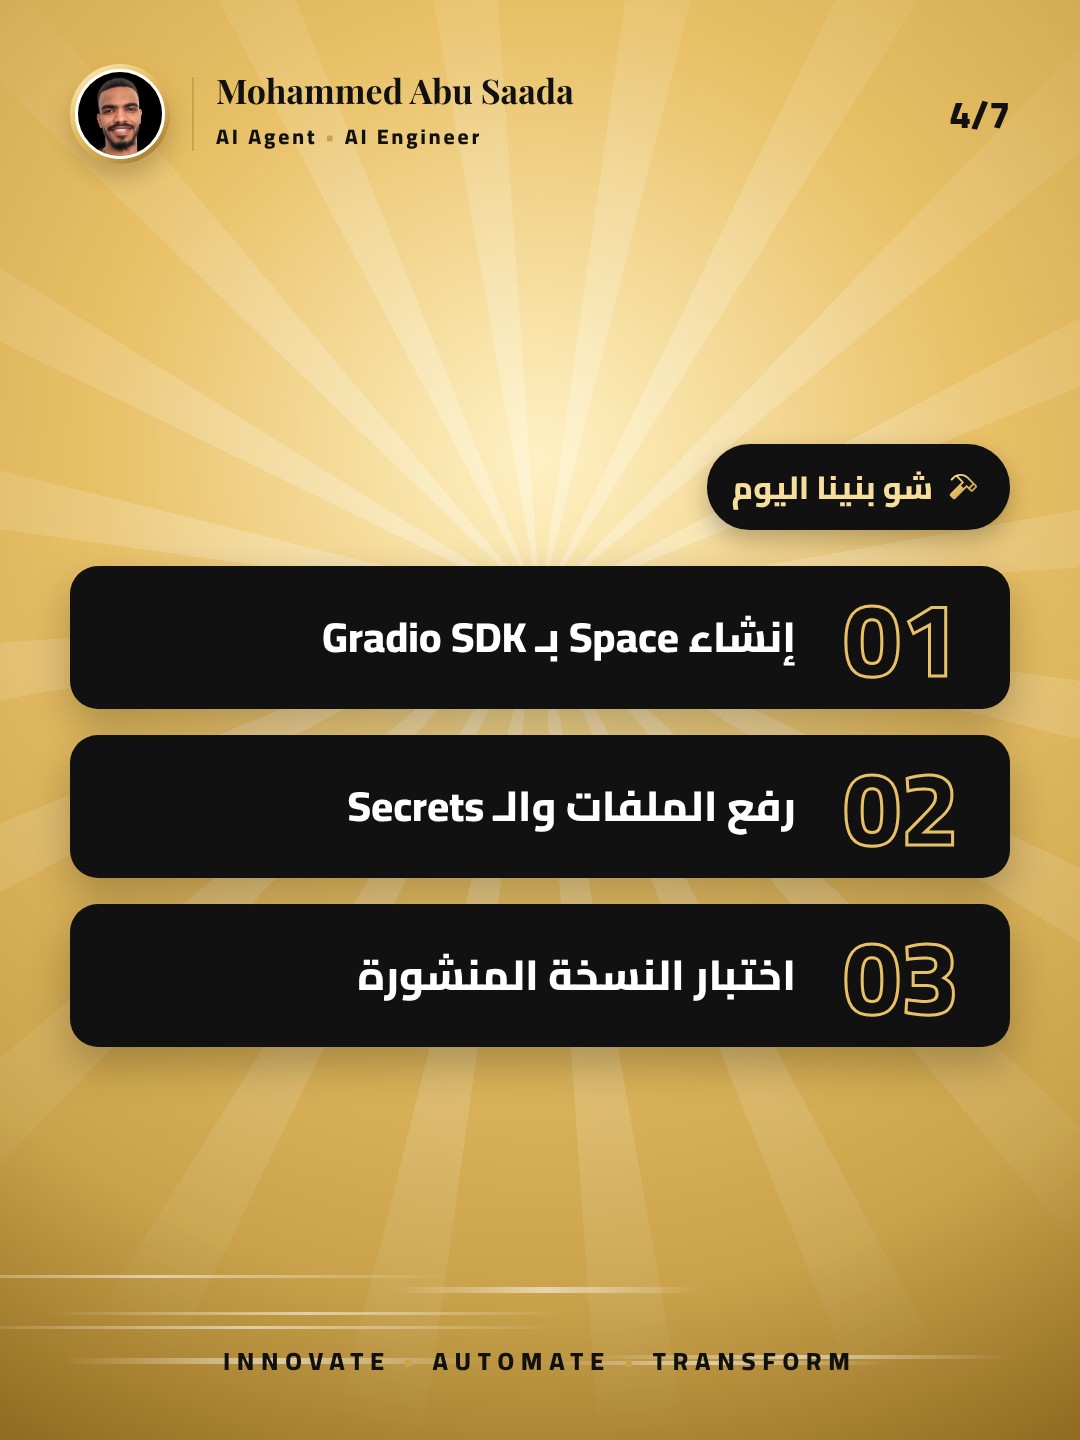 Mohammed Abu Saada
AI Agent • AI Engineer
4/7
شو بنينا اليوم
01
إنشاء Space بـ Gradio SDK
02
رفع الملفات والـ Secrets
03
اختبار النسخة المنشورة
INNOVATE • AUTOMATE • TRANSFORM